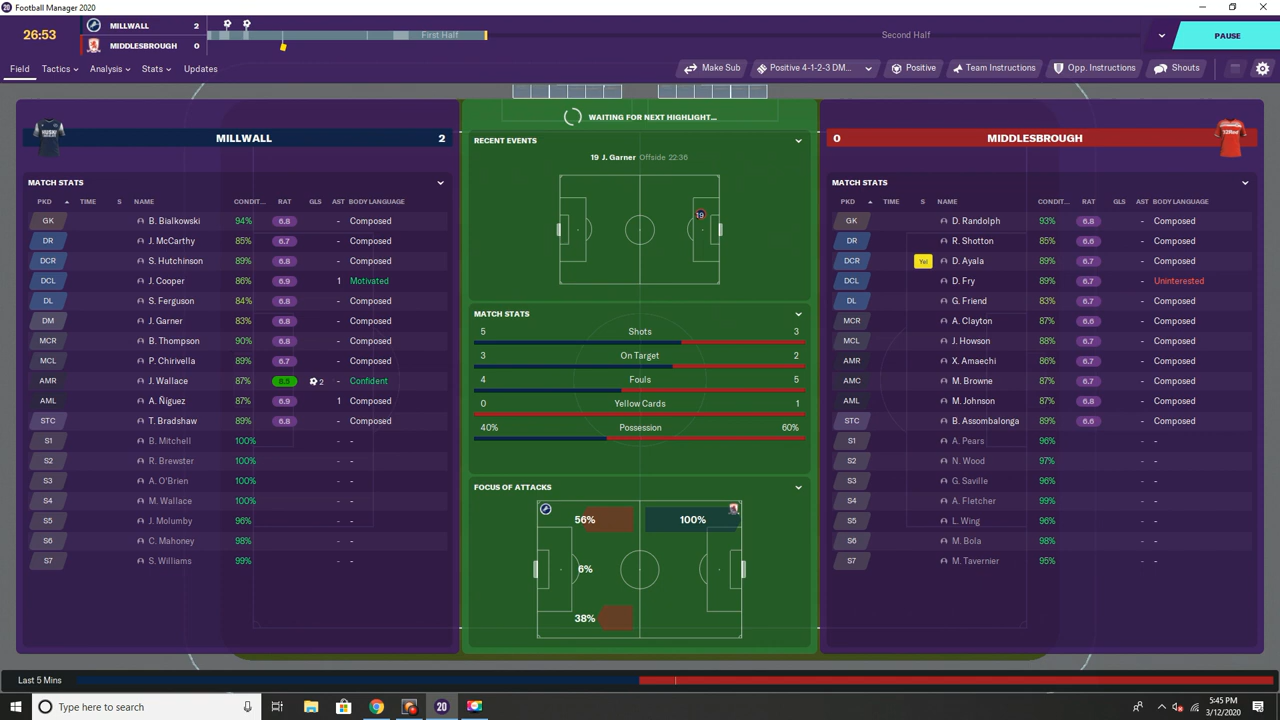 20 Football Manager 2020
26:53 MILLWALL 2
MIDDLESBROUGH 0
First Half Second Half PAUSE
Field Tactics Analysis Stats Updates Make Sub Positive 4-1-2-3 DM... Positive Team Instructions Opp. Instructions Shouts
MILLWALL 2
WAITING FOR NEXT HIGHLIGHT...
0 MIDDLESBROUGH
RECENT EVENTS
19 J. Garner Offside 22:36
19
MATCH STATS
PKD TIME S NAME CONDIT... RAT GLS AST BODY LANGUAGE
GK B. Bialkowski 94% 6.8 - Composed
DR J. McCarthy 85% 6.7 - Composed
DCR S. Hutchinson 89% 6.8 - Composed
DCL J. Cooper 86% 6.9 1 Motivated
DL S. Ferguson 84% 6.8 - Composed
DM J. Garner 83% 6.8 - Composed
MCR B. Thompson 90% 6.8 - Composed
MCL P. Chirivella 89% 6.7 - Composed
AMR J. Wallace 87% 8.5 2 - Confident
AML A. Ñíguez 87% 6.9 1 Composed
STC T. Bradshaw 89% 6.8 - Composed
S1 B. Mitchell 100% - -
S2 R. Brewster 100% - -
S3 A. O'Brien 100% - -
S4 M. Wallace 100% - -
S5 J. Molumby 96% - -
S6 C. Mahoney 98% - -
S7 S. Williams 99% - -
MATCH STATS
5 Shots 3
3 On Target 2
4 Fouls 5
0 Yellow Cards 1
40% Possession 60%
FOCUS OF ATTACKS
56% 100%
6%
38%
MATCH STATS
PKD TIME S NAME CONDIT... RAT GLS AST BODY LANGUAGE
GK D. Randolph 93% 6.8 - Composed
DR R. Shotton 85% 6.6 - Composed
DCR Yel D. Ayala 89% 6.7 - Composed
DCL D. Fry 89% 6.7 - Uninterested
DL G. Friend 83% 6.7 - Composed
MCR A. Clayton 87% 6.6 - Composed
MCL J. Howson 88% 6.7 - Composed
AMR X. Amaechi 86% 6.7 - Composed
AMC M. Browne 87% 6.7 - Composed
AML M. Johnson 87% 6.8 - Composed
STC B. Assombalonga 89% 6.6 - Composed
S1 A. Pears 96% - -
S2 N. Wood 97% - -
S3 G. Saville 96% - -
S4 A. Fletcher 99% - -
S5 L. Wing 96% - -
S6 M. Bola 98% - -
S7 M. Tavernier 95% - -
Last 5 Mins
Type here to search 20 5:45 PM
3/12/2020